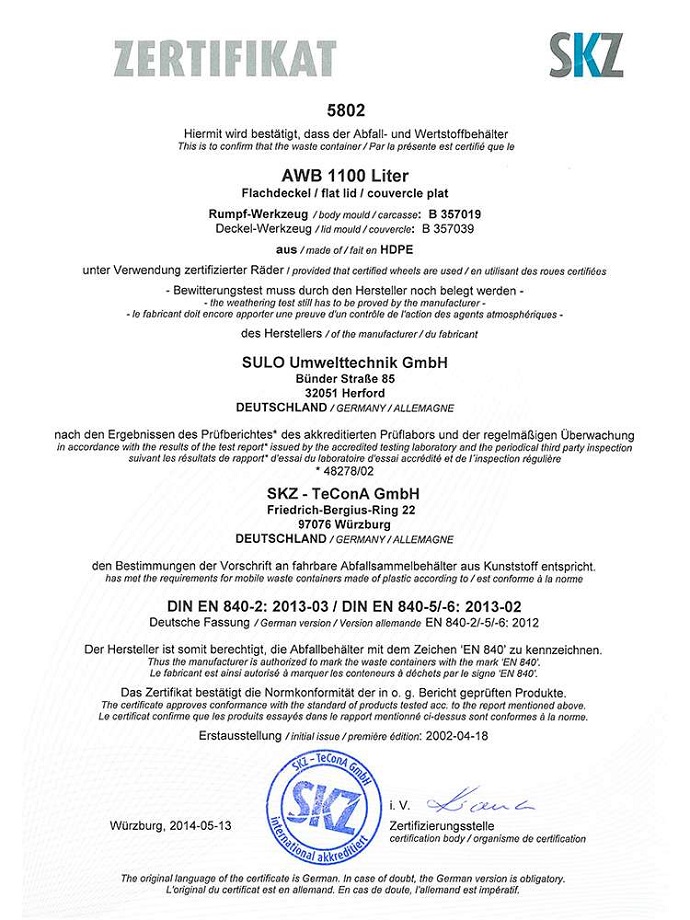 ZERTIFIKAT
SKZ
5802
Hiermit wird bestätigt, dass der Abfall- und Wertstoffbehälter
This is to confirm that the waste container / Par la présente est certifié que le
AWB 1100 Liter
Flachdeckel / flat lid / couvercle plat
Rumpf-Werkzeug / body mould / carcasse: B 357019
Deckel-Werkzeug / lid mould / couvercle: B 357039
aus / made of / fait en HDPE
unter Verwendung zertifizierter Räder / provided that certified wheels are used / en utilisant des roues certifiées
- Bewitterungstest muss durch den Hersteller noch belegt werden -
- the weathering test still has to be proved by the manufacturer -
- le fabricant doit encore apporter une preuve d'un contrôle de l'action des agents atmosphériques -
des Herstellers / of the manufacturer / du fabricant
SULO Umwelttechnik GmbH
Bünder Straße 85
32051 Herford
DEUTSCHLAND / GERMANY / ALLEMAGNE
nach den Ergebnissen des Prüfberichtes* des akkreditierten Prüflabors und der regelmäßigen Überwachung
in accordance with the results of the test report* issued by the accredited testing laboratory and the periodical third party inspection
suivant les résultats de rapport* d'essai du laboratoire d'essai accrédité et de l'inspection régulière
* 48278/02
SKZ - TeConA GmbH
Friedrich-Bergius-Ring 22
97076 Würzburg
DEUTSCHLAND / GERMANY / ALLEMAGNE
den Bestimmungen der Vorschrift an fahrbare Abfallsammelbehälter aus Kunststoff entspricht.
has met the requirements for mobile waste containers made of plastic according to / est conforme à la norme
DIN EN 840-2: 2013-03 / DIN EN 840-5/-6: 2013-02
Deutsche Fassung / German version / Version allemande EN 840-2/-5/-6: 2012
Der Hersteller ist somit berechtigt, die Abfallbehälter mit dem Zeichen 'EN 840' zu kennzeichnen.
Thus the manufacturer is authorized to mark the waste containers with the mark 'EN 840'.
Le fabricant est ainsi autorisé à marquer les conteneurs à déchets par le signe 'EN 840'.
Das Zertifikat bestätigt die Normkonformität der in o. g. Bericht geprüften Produkte.
The certificate approves conformance with the standard of products tested acc. to the report mentioned above.
Le certificat confirme que les produits essayés dans le rapport mentionné ci-dessus sont conformes à la norme.
Erstausstellung / initial issue / première édition: 2002-04-18
SKZ - TeConA GmbH
SKZ
international akkreditiert
i. V.
Würzburg, 2014-05-13
Zertifizierungsstelle
certification body / organisme de certification
The original language of the certificate is German. In case of doubt, the German version is obligatory.
L'original du certificat est en allemand. En cas de doute, l'allemand est impératif.